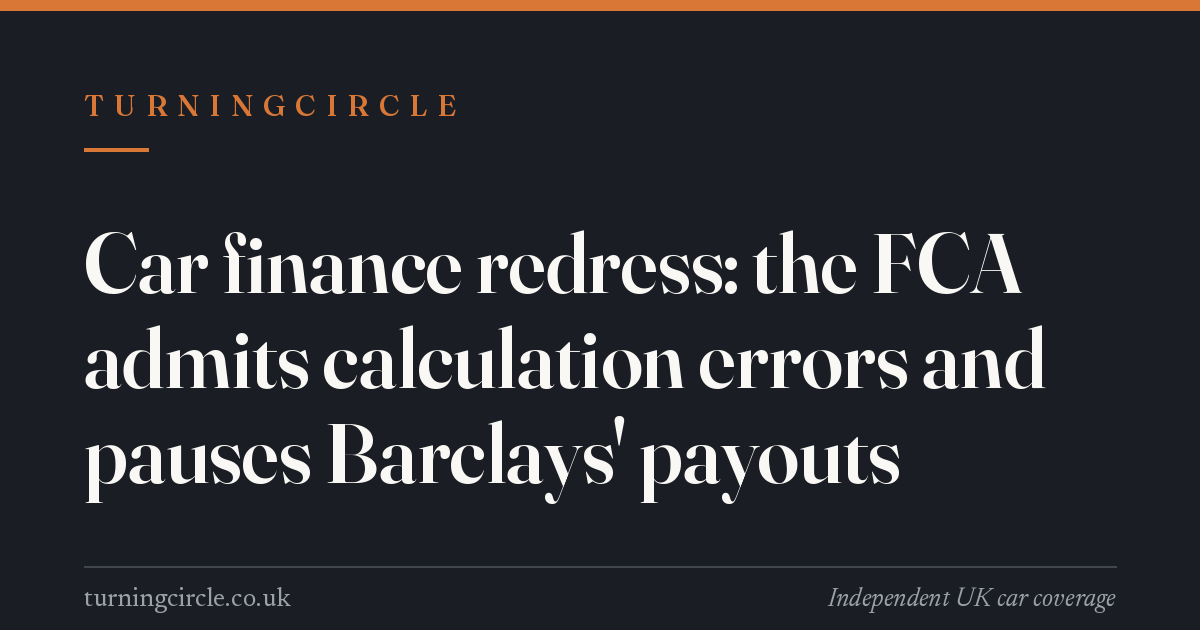 TURNINGCIRCLE
Car finance redress: the FCA
admits calculation errors and
pauses Barclays' payouts
turningcircle.co.uk
Independent UK car coverage